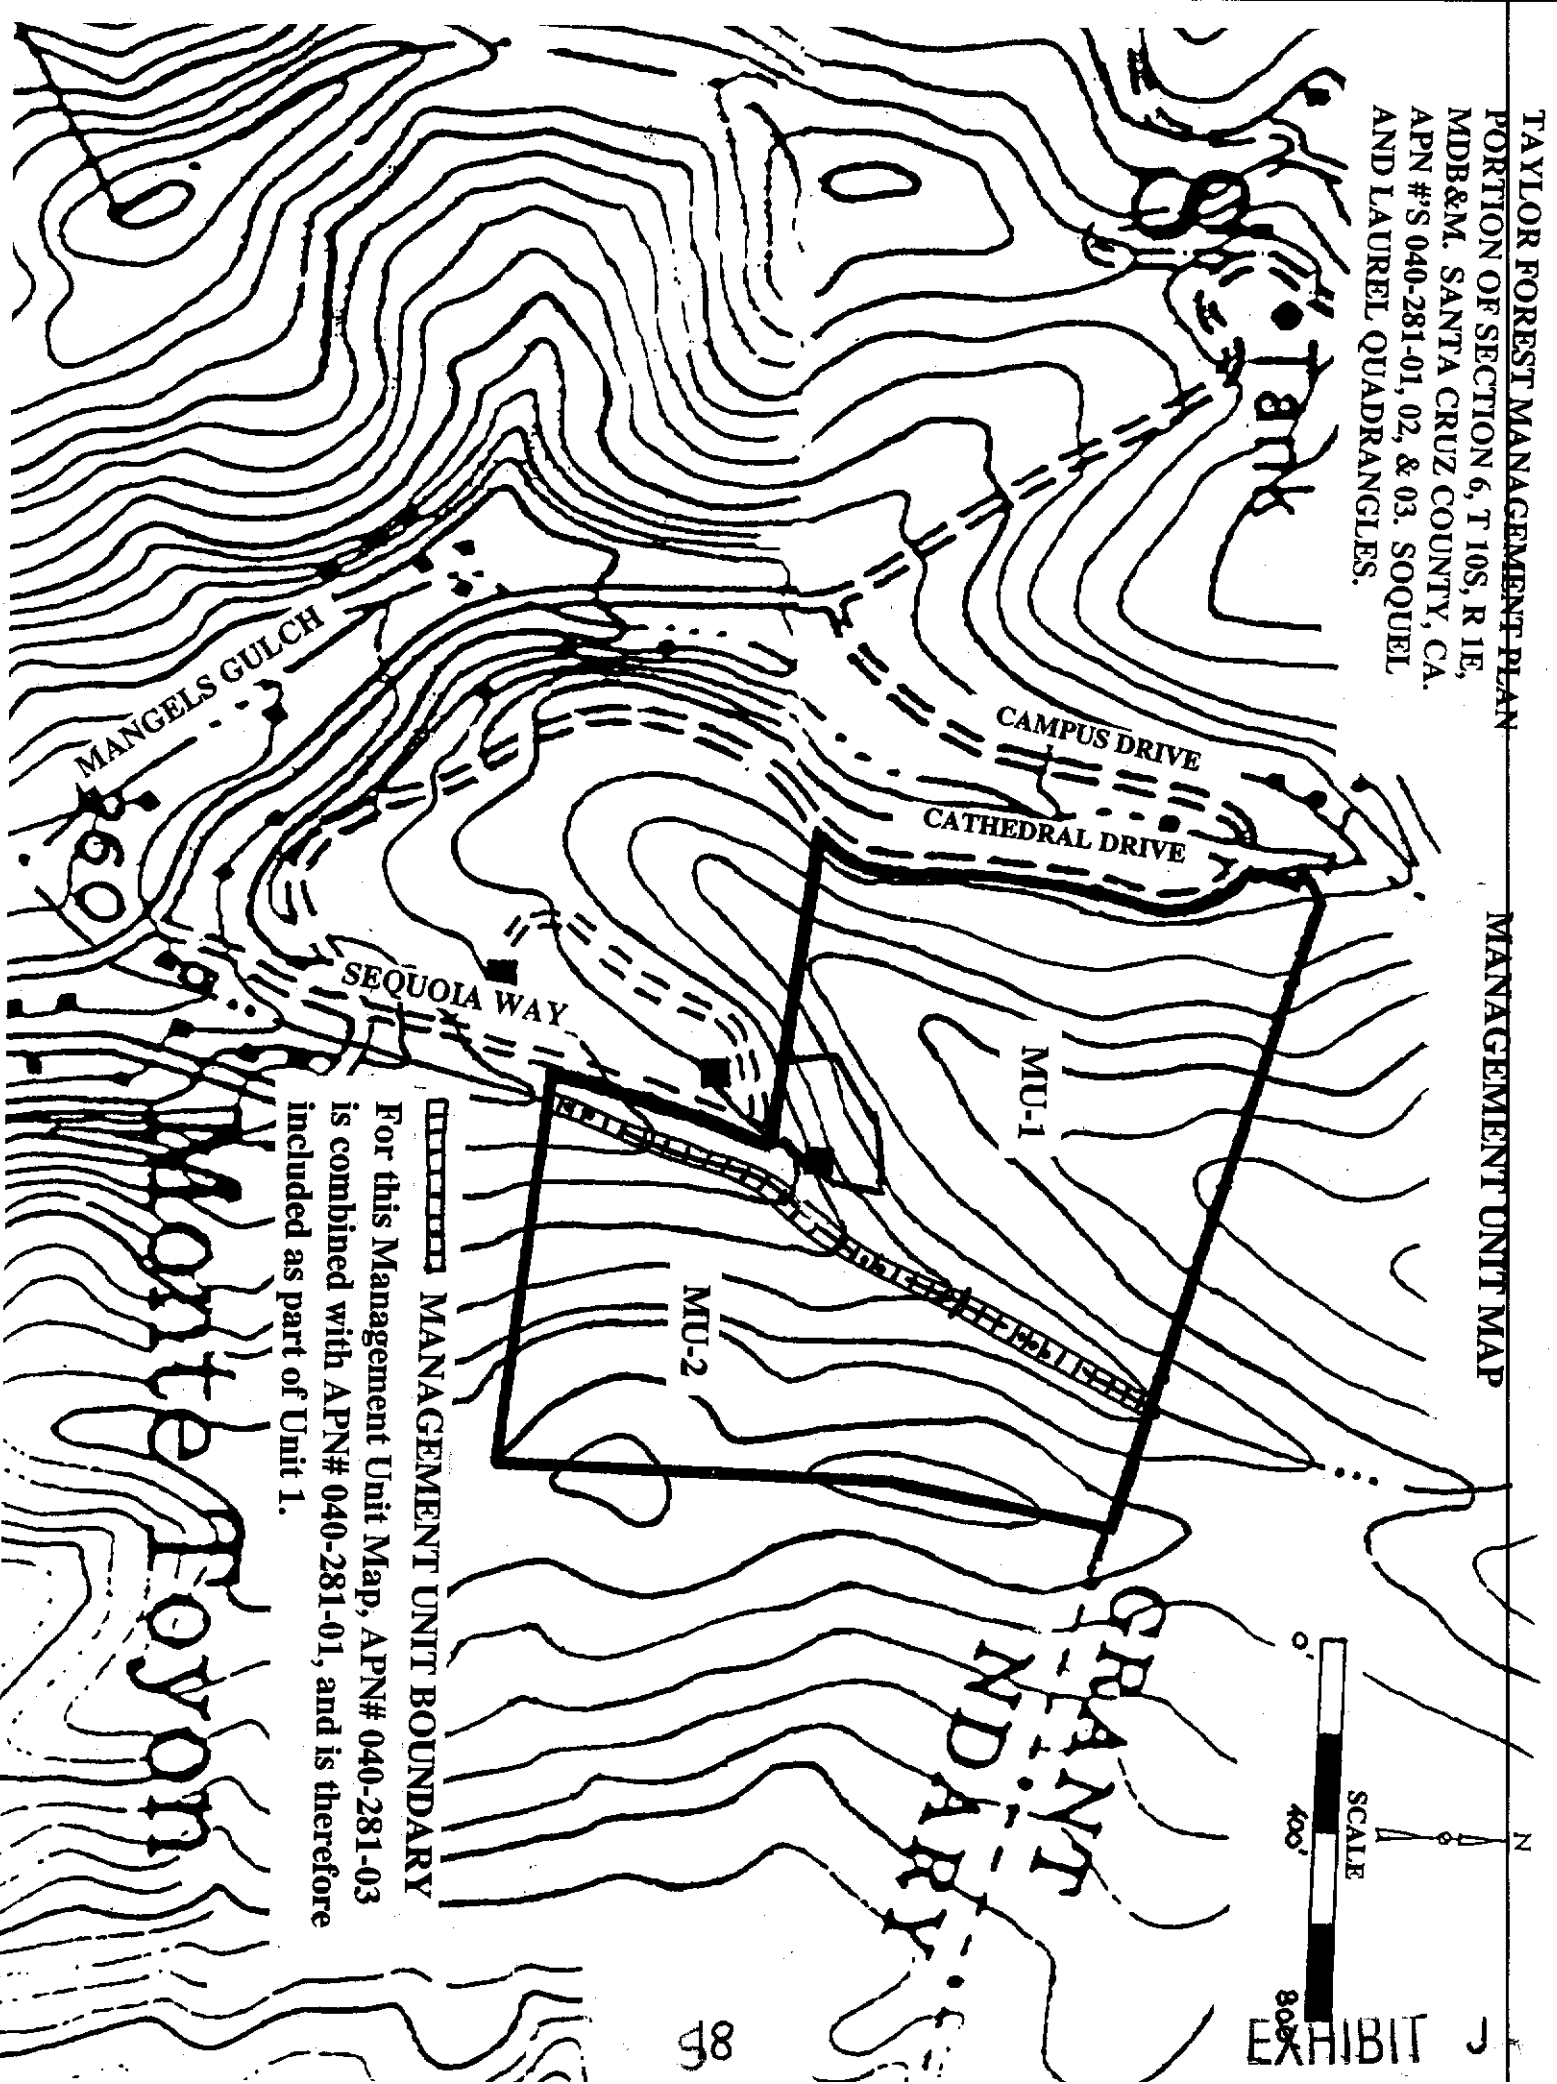 TAYLOR FOREST MANAGEMENT PLAN
PORTION OF SECTION 6, T 10S, R 1E,
MDB&M. SANTA CRUZ COUNTY, CA.
APN #'S 040-281-01, 02, & 03. SOQUEL
AND LAUREL QUADRANGLES.
MANAGEMENT UNIT MAP
N
SCALE
0
400'
800'
Tank
CAMPUS DRIVE
CATHEDRAL DRIVE
MU-1
GRANT
BOUNDARY
MU-2
SEQUOIA WAY
MANGELS GULCH
MANAGEMENT UNIT BOUNDARY
For this Management Unit Map, APN# 040-281-03
is combined with APN# 040-281-01, and is therefore
included as part of Unit 1.
Monte Toyon
EXHIBIT J